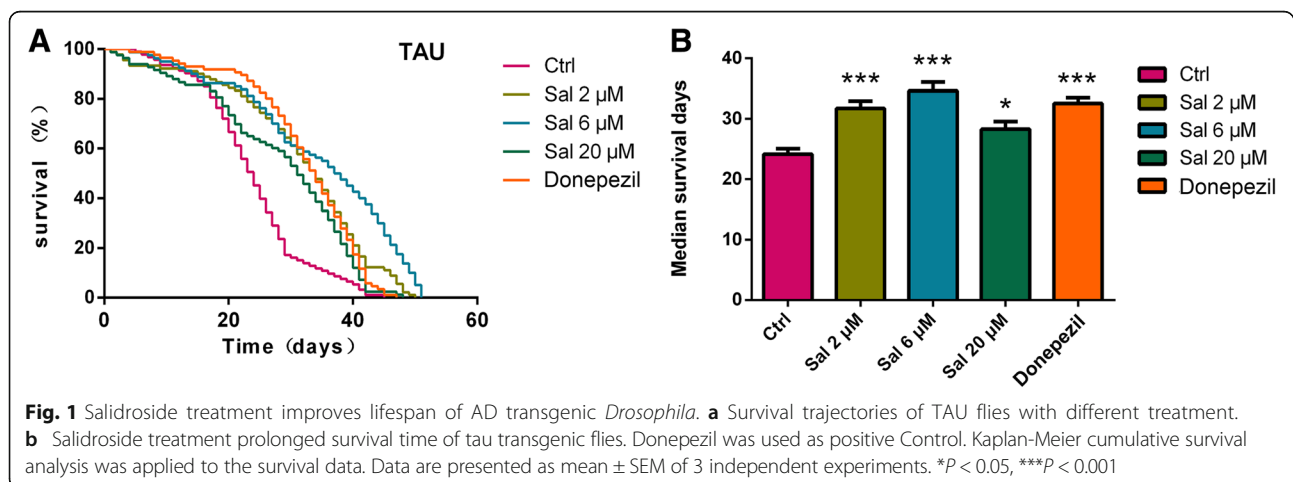 A
TAU
100
80
60
40
20
0
survival （%）
0
20
40
60
Time（days）
Ctrl
Sal 2 µM
Sal 6 µM
Sal 20 µM
Donepezil
B
40
30
20
10
0
Median survival days
***
***
*
***
Ctrl
Sal 2 µM
Sal 6 µM
Sal 20 µM
Donepezil
Ctrl
Sal 2 µM
Sal 6 µM
Sal 20 µM
Donepezil
Fig. 1 Salidroside treatment improves lifespan of AD transgenic Drosophila. a Survival trajectories of TAU flies with different treatment.
b Salidroside treatment prolonged survival time of tau transgenic flies. Donepezil was used as positive Control. Kaplan-Meier cumulative survival
analysis was applied to the survival data. Data are presented as mean ± SEM of 3 independent experiments. *P < 0.05, ***P < 0.001